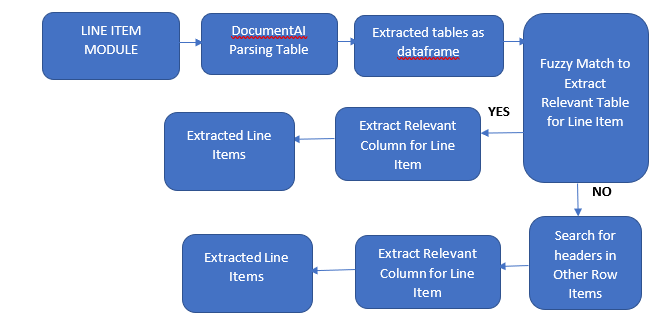 LINE ITEM
MODULE
DocumentAI
Parsing Table
Extracted tables as
dataframe
Fuzzy Match to
Extract
Relevant Table
for Line Item
YES
Extract Relevant
Column for Line
Item
Extracted Line
Items
NO
Search for
headers in
Other Row
Items
Extract Relevant
Column for Line
Item
Extracted Line
Items